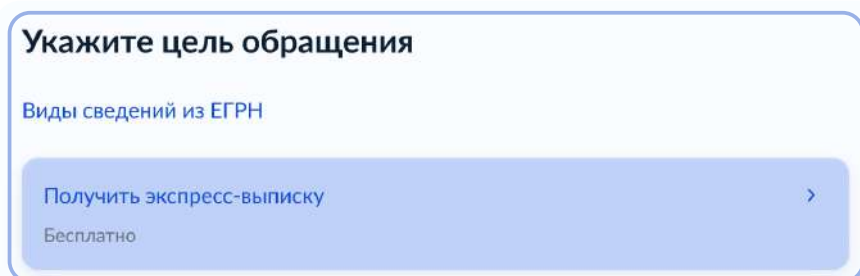 Укажите цель обращения
Виды сведений из ЕГРН
Получить экспресс-выписку
Бесплатно